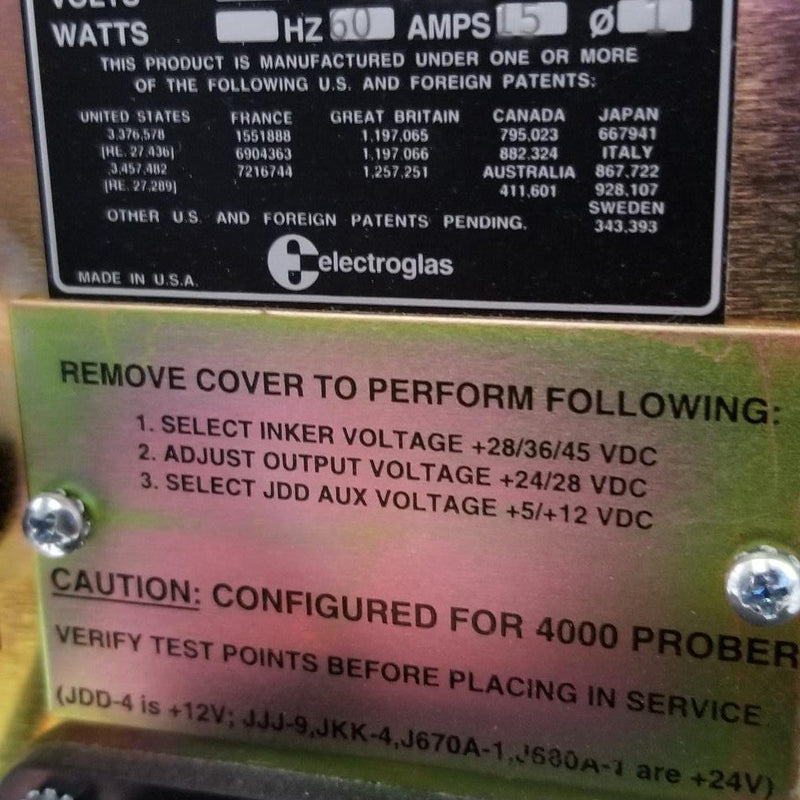 VOLTS
WATTS HZ 60 AMPS 15 Ø 1
THIS PRODUCT IS MANUFACTURED UNDER ONE OR MORE
OF THE FOLLOWING U.S. AND FOREIGN PATENTS:
UNITED STATES FRANCE GREAT BRITAIN CANADA JAPAN
3,376,578 1551888 1,197,065 795,023 667941
[RE. 27,436] 6904363 1,197,066 882,324 ITALY
3,457,482 7216744 1,257,251 AUSTRALIA 867,722
[RE. 27,289] 411,601 928,107
SWEDEN
OTHER U.S. AND FOREIGN PATENTS PENDING. 343,393
electroglas
MADE IN U.S.A.
REMOVE COVER TO PERFORM FOLLOWING:
1. SELECT INKER VOLTAGE +28/36/45 VDC
2. ADJUST OUTPUT VOLTAGE +24/28 VDC
3. SELECT JDD AUX VOLTAGE +5/+12 VDC
CAUTION: CONFIGURED FOR 4000 PROBER
VERIFY TEST POINTS BEFORE PLACING IN SERVICE
(JDD-4 is +12V; JJJ-9,JKK-4,J670A-1,J680A-1 are +24V)